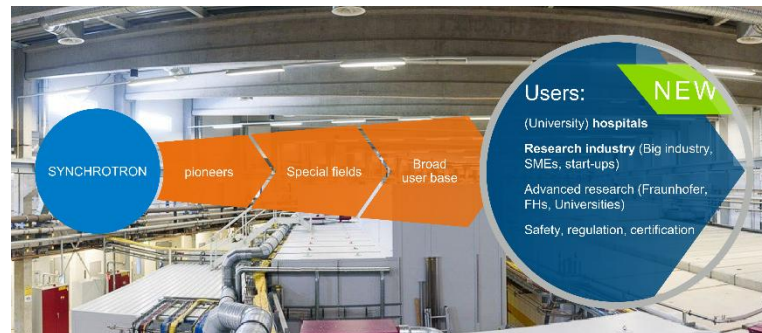 SYNCHROTRON
pioneers
Special fields
Broad
user base
NEW
Users:
(University) hospitals
Research industry (Big industry,
SMEs, start-ups)
Advanced research (Fraunhofer,
FHs, Universities)
Safety, regulation, certification